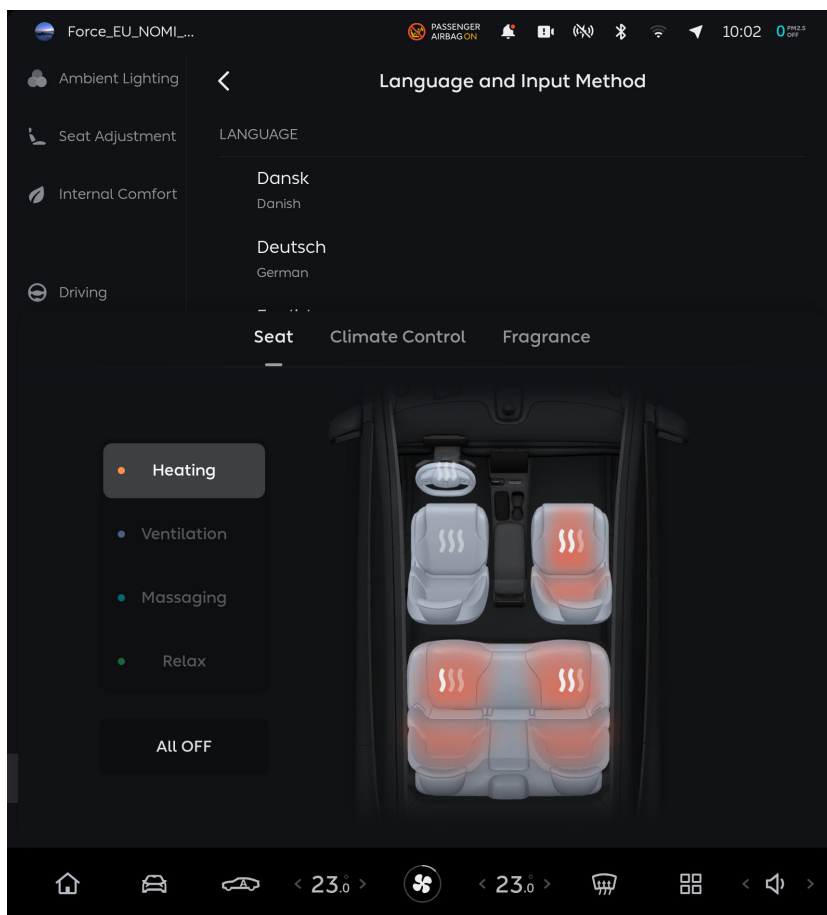 Force_EU_NOMI_...
PASSENGER
AIRBAG ON
10:02
0 PM2.5
OFF
Ambient Lighting
Language and Input Method
Seat Adjustment
LANGUAGE
Internal Comfort
Dansk
Danish
Deutsch
German
Driving
Seat
Climate Control
Fragrance
Heating
Ventilation
Massaging
Relax
All OFF
A
< 23.0 >
< 23.0 >